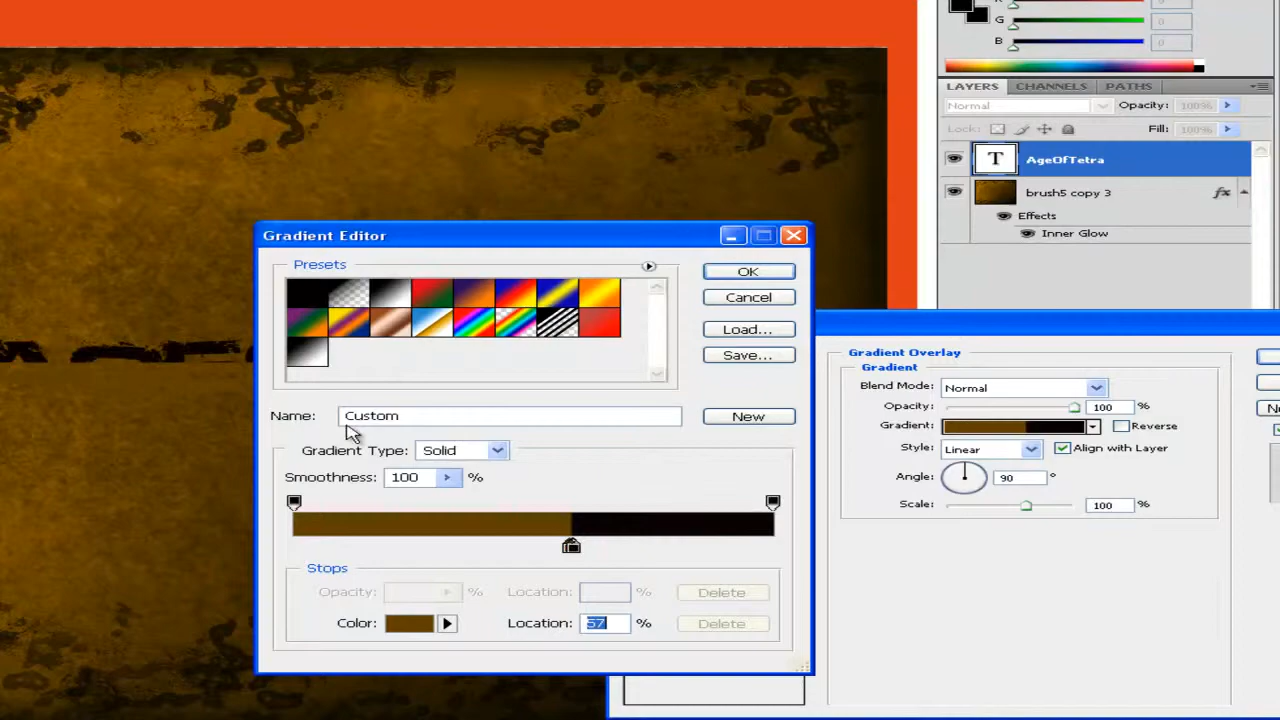 G 0
B 0
LAYERS CHANNELS PATHS
Normal Opacity: 100%
Lock: Fill: 100%
T AgeOfTetra
brush5 copy 3 fx
Effects
Inner Glow
Gradient Editor
Presets
OK
Cancel
Load...
Save...
Name: Custom New
Gradient Type: Solid
Smoothness: 100 %
Stops
Opacity: % Location: % Delete
Color: Location: 57 % Delete
Gradient Overlay
Gradient
Blend Mode: Normal
Opacity: 100 %
Gradient: Reverse
Style: Linear Align with Layer
Angle: 90 °
Scale: 100 %